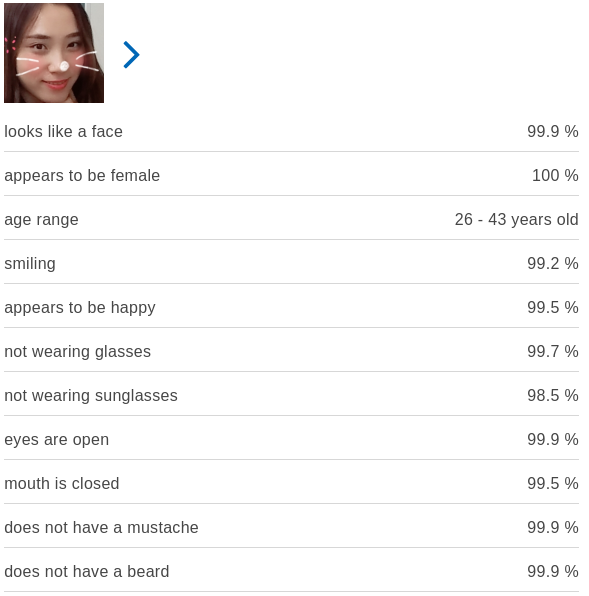 looks like a face 99.9 %
appears to be female 100 %
age range 26 - 43 years old
smiling 99.2 %
appears to be happy 99.5 %
not wearing glasses 99.7 %
not wearing sunglasses 98.5 %
eyes are open 99.9 %
mouth is closed 99.5 %
does not have a mustache 99.9 %
does not have a beard 99.9 %